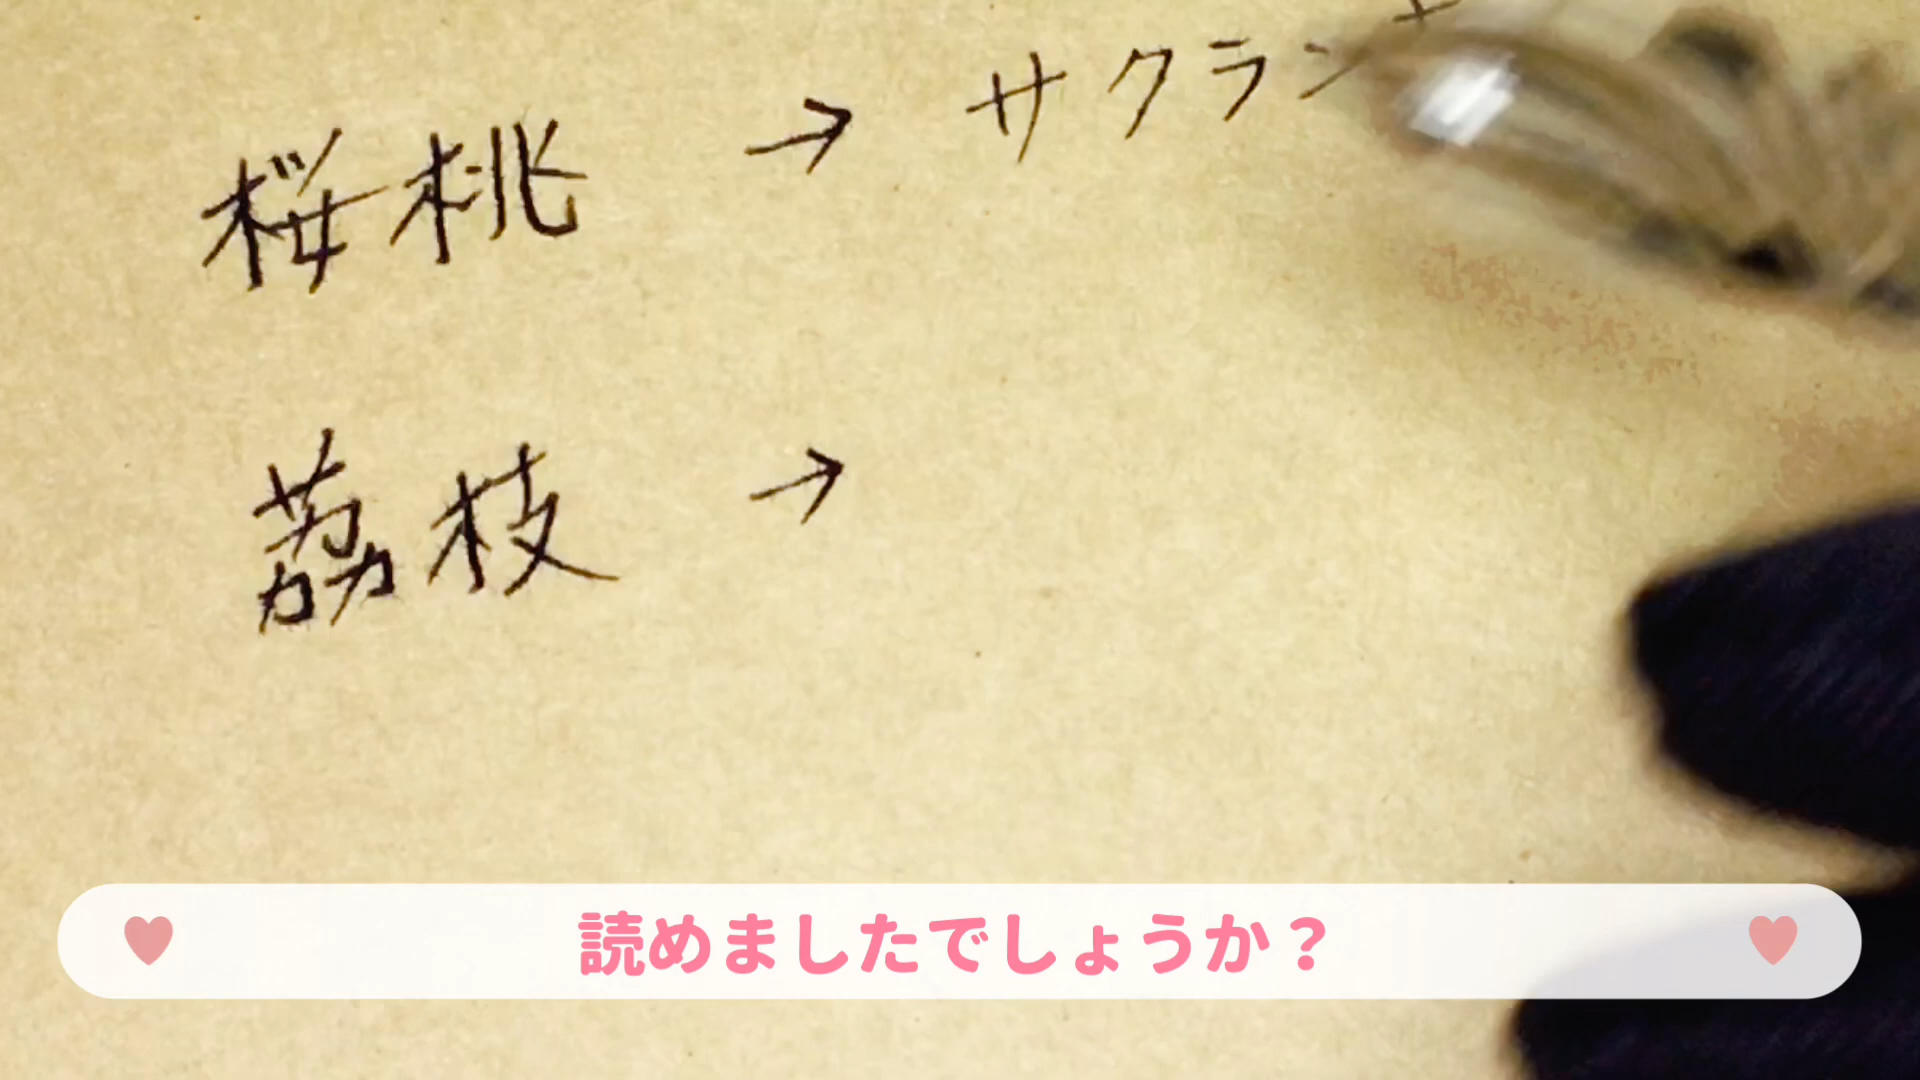 桜桃 → サクラン
茘枝 →
読めましたでしょうか？